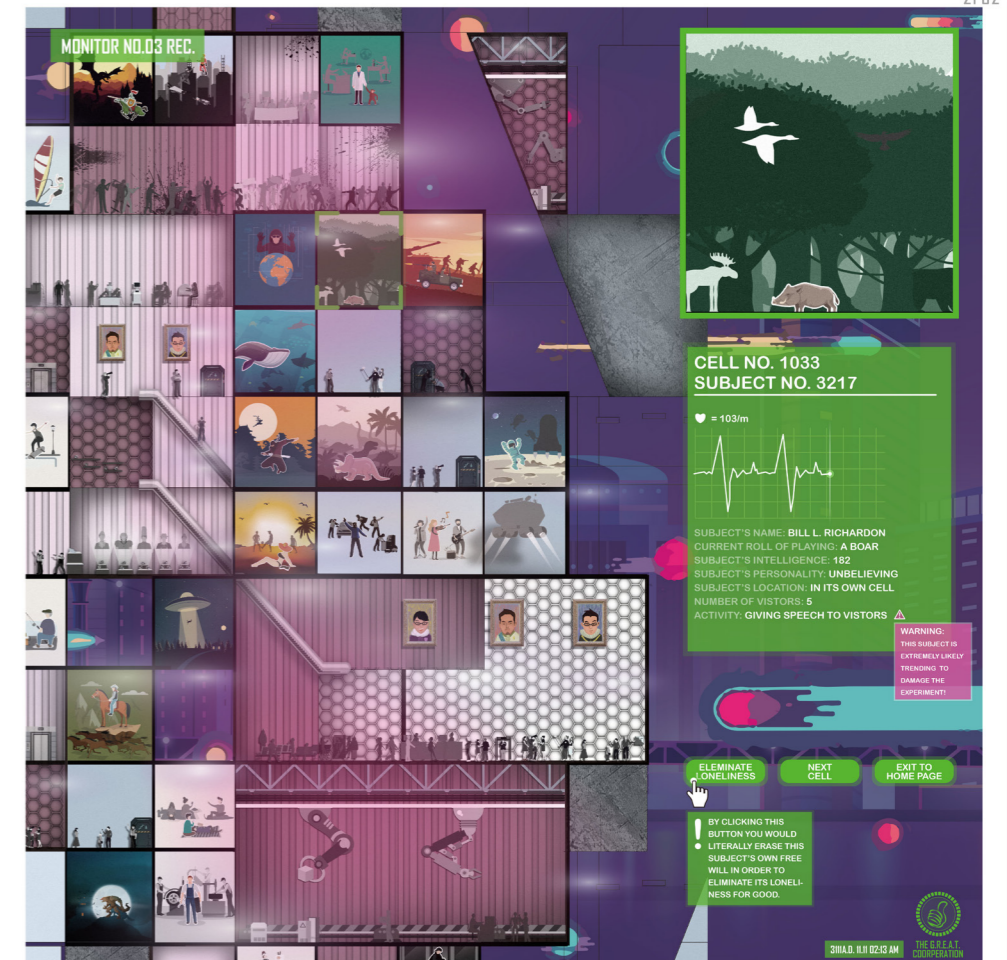 MONITOR NO.03 REC.
CELL NO. 1033
SUBJECT NO. 3217
= 103/m
SUBJECT'S NAME: BILL L. RICHARDON
CURRENT ROLL OF PLAYING: A BOAR
SUBJECT'S INTELLIGENCE: 182
SUBJECT'S PERSONALITY: UNBELIEVING
SUBJECT'S LOCATION: IN ITS OWN CELL
NUMBER OF VISTORS: 5
ACTIVITY: GIVING SPEECH TO VISTORS
WARNING:
THIS SUBJECT IS
EXTREMELY LIKELY
TRENDING TO
DAMAGE THE
EXPERIMENT!
ELEMINATE
LONELINESS
NEXT
CELL
EXIT TO
HOME PAGE
BY CLICKING THIS
BUTTON YOU WOULD
LITERALLY ERASE THIS
SUBJECT'S OWN FREE
WILL IN ORDER TO
ELIMINATE ITS LONELI-
NESS FOR GOOD.
3111A.D. 11.11 02:13 AM
THE G.R.E.A.T.
COORPERATION